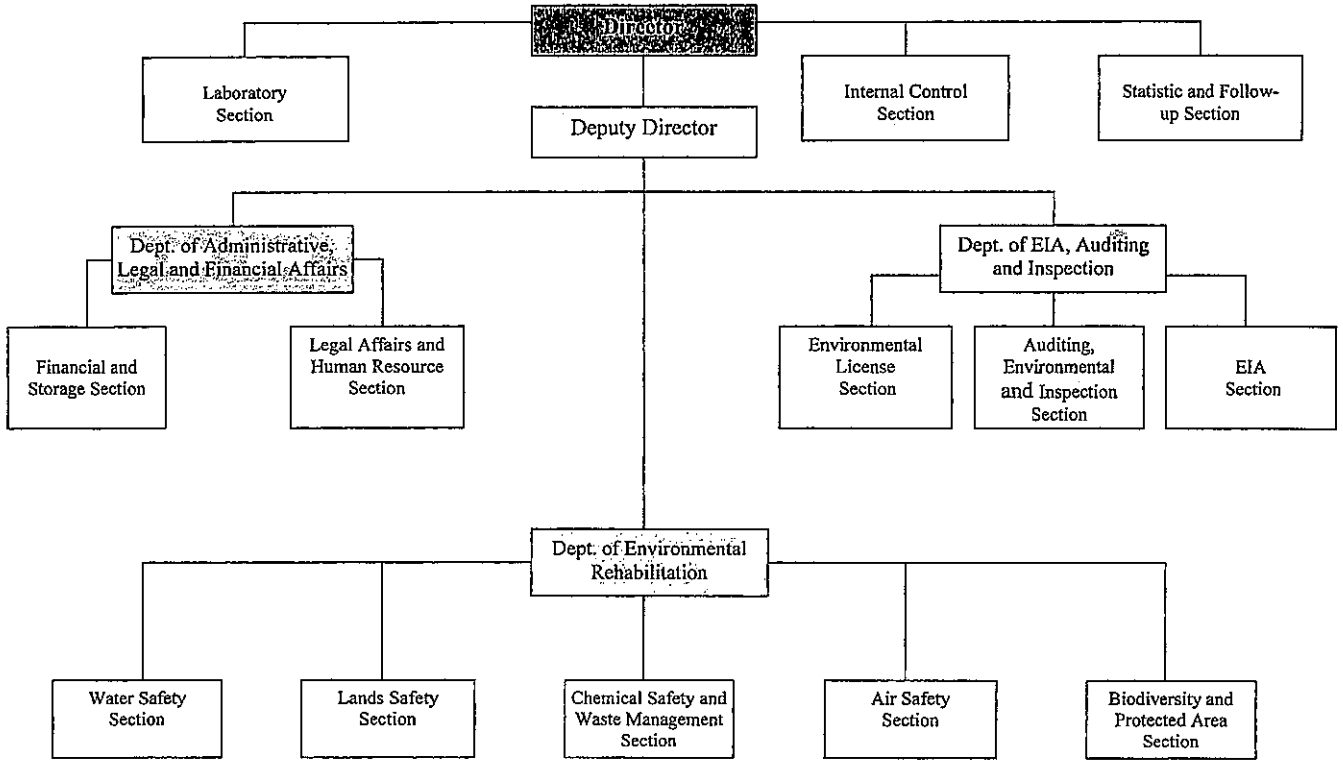 Director
Laboratory
Section
Internal Control
Section
Statistic and Follow-
up Section
Deputy Director
Dept. of Administrative,
Legal and Financial Affairs
Dept. of EIA, Auditing
and Inspection
Financial and
Storage Section
Legal Affairs and
Human Resource
Section
Environmental
License
Section
Auditing,
Environmental
and Inspection
Section
EIA
Section
Dept. of Environmental
Rehabilitation
Water Safety
Section
Lands Safety
Section
Chemical Safety and
Waste Management
Section
Air Safety
Section
Biodiversity and
Protected Area
Section